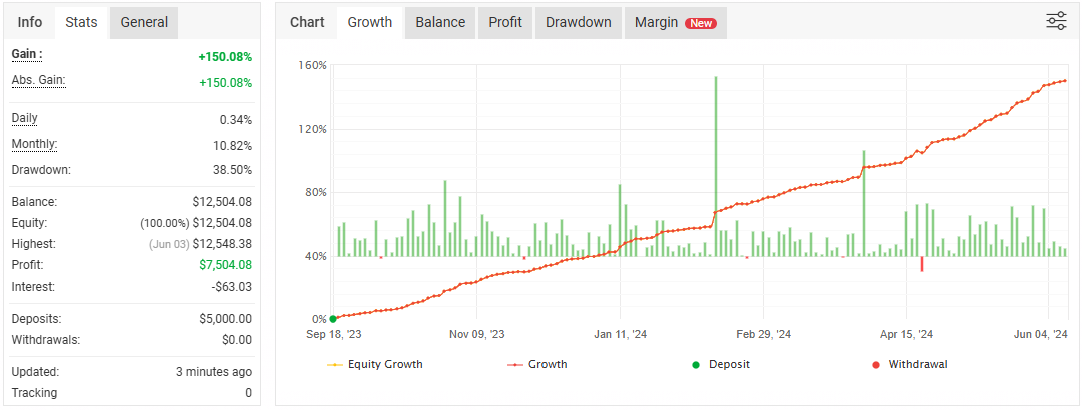 Info Stats General
Gain : +150.08%
Abs. Gain: +150.08%
Daily 0.34%
Monthly: 10.82%
Drawdown: 38.50%
Balance: $12,504.08
Equity: (100.00%) $12,504.08
Highest: (Jun 03) $12,548.38
Profit: $7,504.08
Interest: -$63.03
Deposits: $5,000.00
Withdrawals: $0.00
Updated: 3 minutes ago
Tracking 0
Chart Growth Balance Profit Drawdown Margin New
160%
120%
80%
40%
0%
Sep 18, '23 Nov 09, '23 Jan 11, '24 Feb 29, '24 Apr 15, '24 Jun 04, '24
Equity Growth Growth Deposit Withdrawal